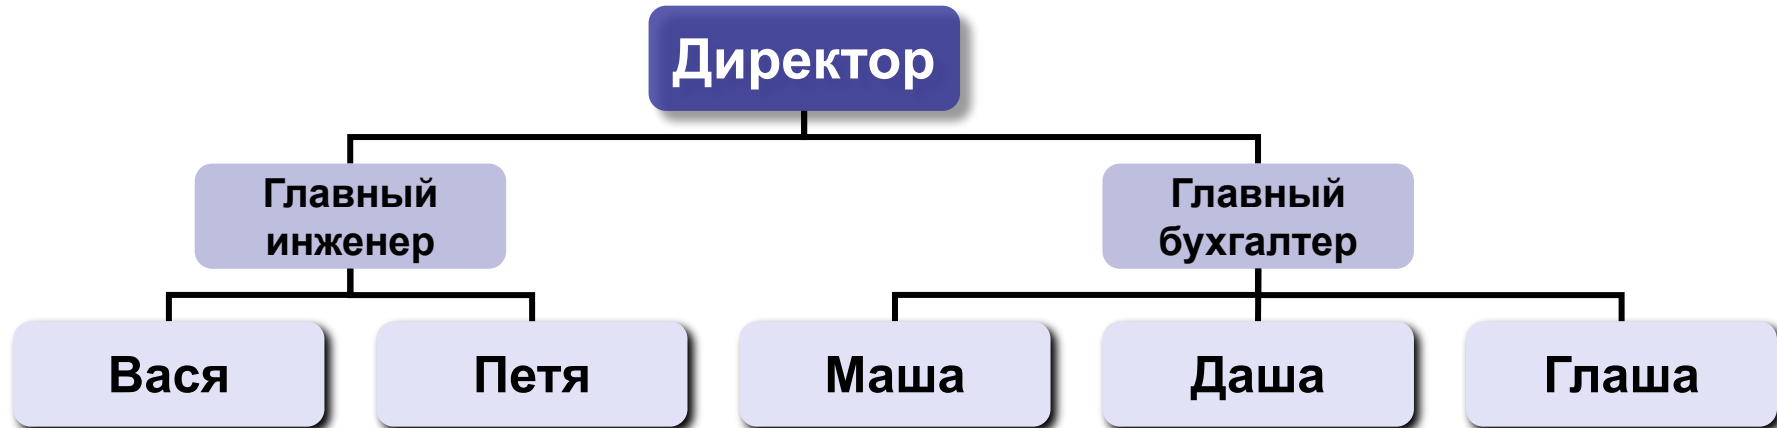 Директор
Главный
инженер
Главный
бухгалтер
Вася
Петя
Маша
Даша
Глаша